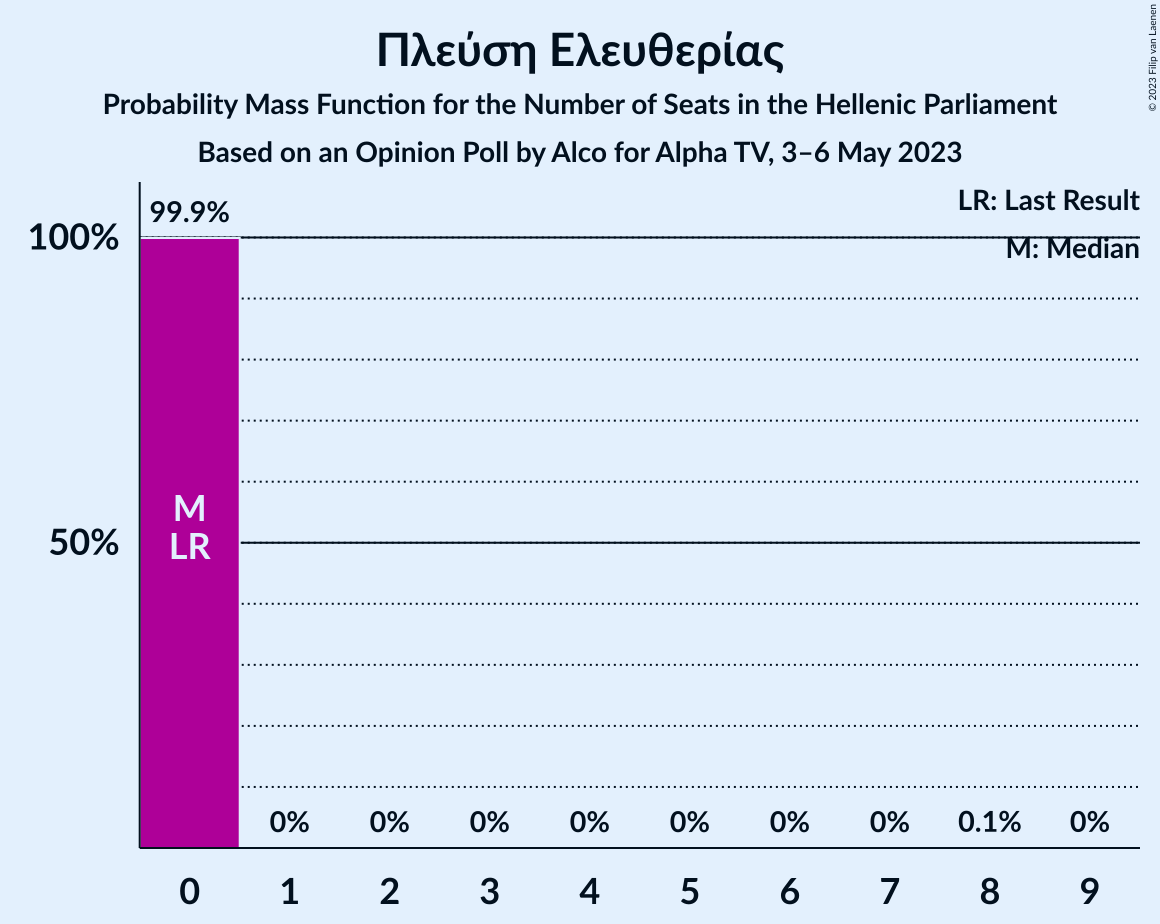 Πλεύση Ελευθερίας
Probability Mass Function for the Number of Seats in the Hellenic Parliament
Based on an Opinion Poll by Alco for Alpha TV, 3–6 May 2023
© 2023 Filip van Laenen
LR: Last Result
M: Median
99.9%
100%
50%
M
LR
0% 0% 0% 0% 0% 0% 0% 0.1% 0%
0 1 2 3 4 5 6 7 8 9